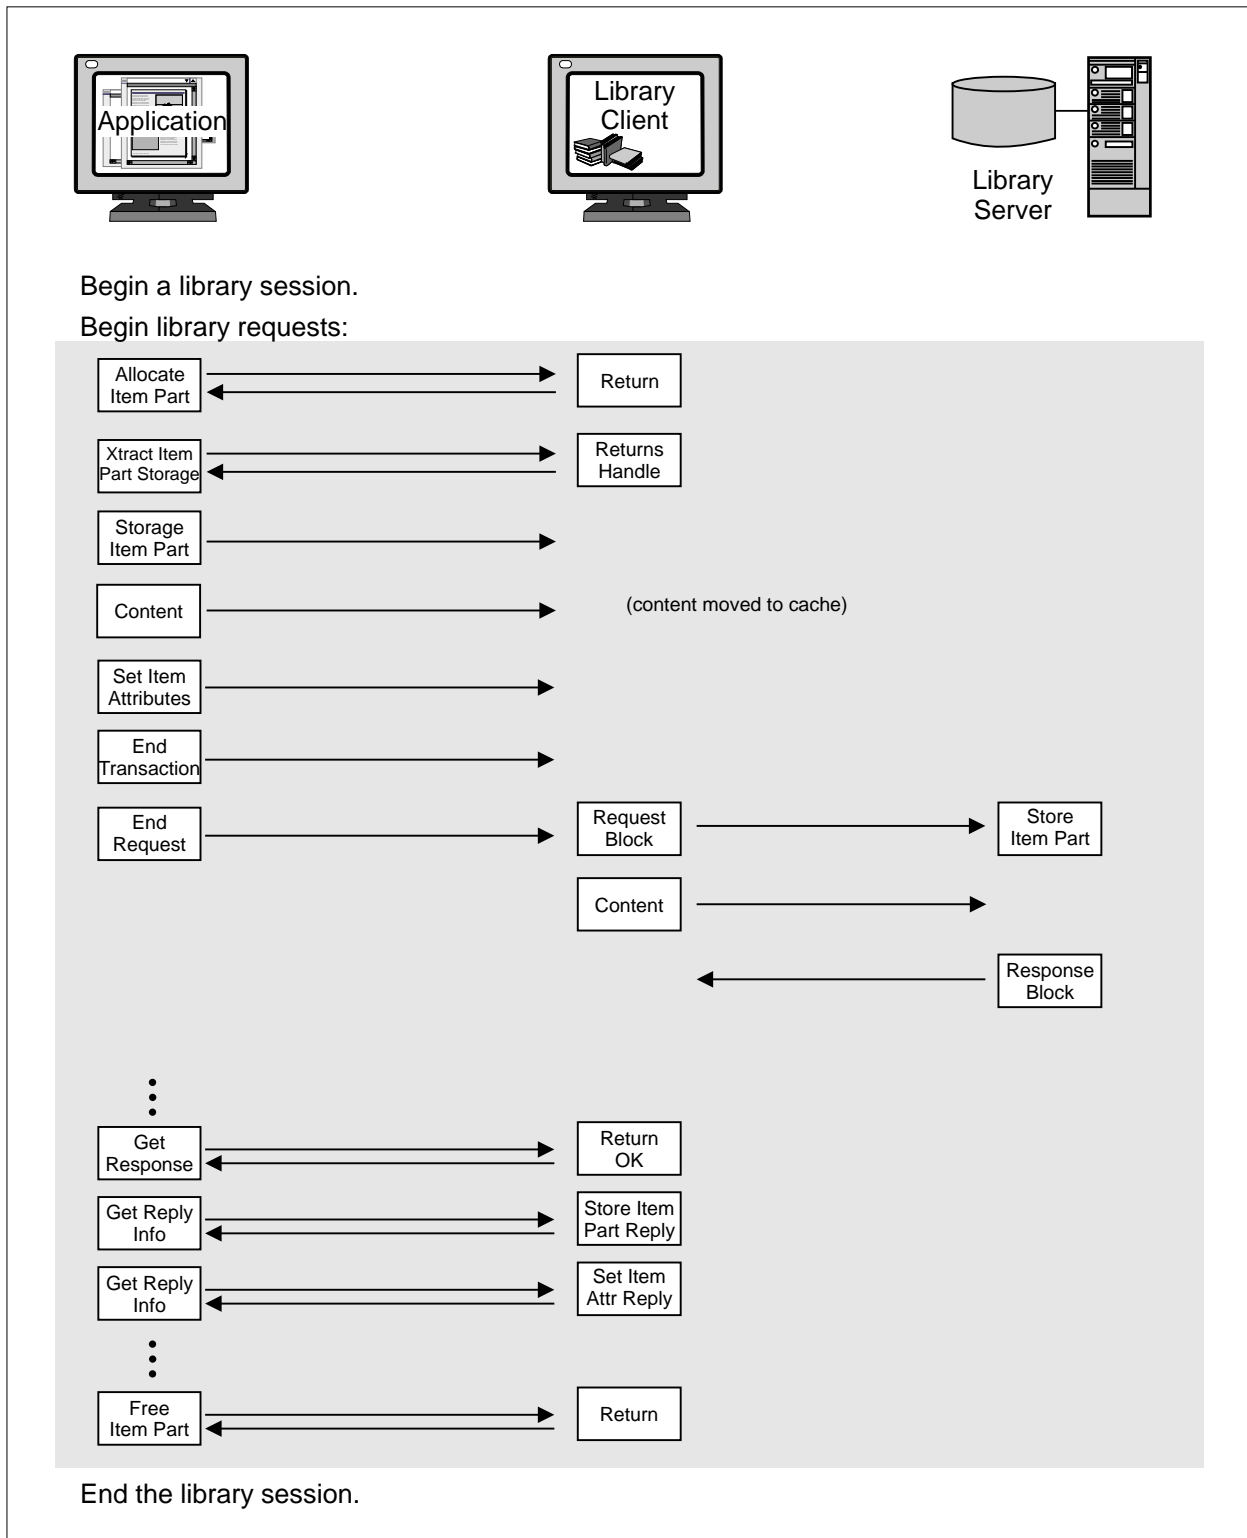 Application
Library
Client
Library
Server
Begin a library session.
Begin library requests:
Allocate
Item Part
Return
Xtract Item
Part Storage
Returns
Handle
Storage
Item Part
Content
(content moved to cache)
Set Item
Attributes
End
Transaction
End
Request
Request
Block
Store
Item Part
Content
Response
Block
Get
Response
Return
OK
Get Reply
Info
Store Item
Part Reply
Get Reply
Info
Set Item
Attr Reply
Free
Item Part
Return
End the library session.